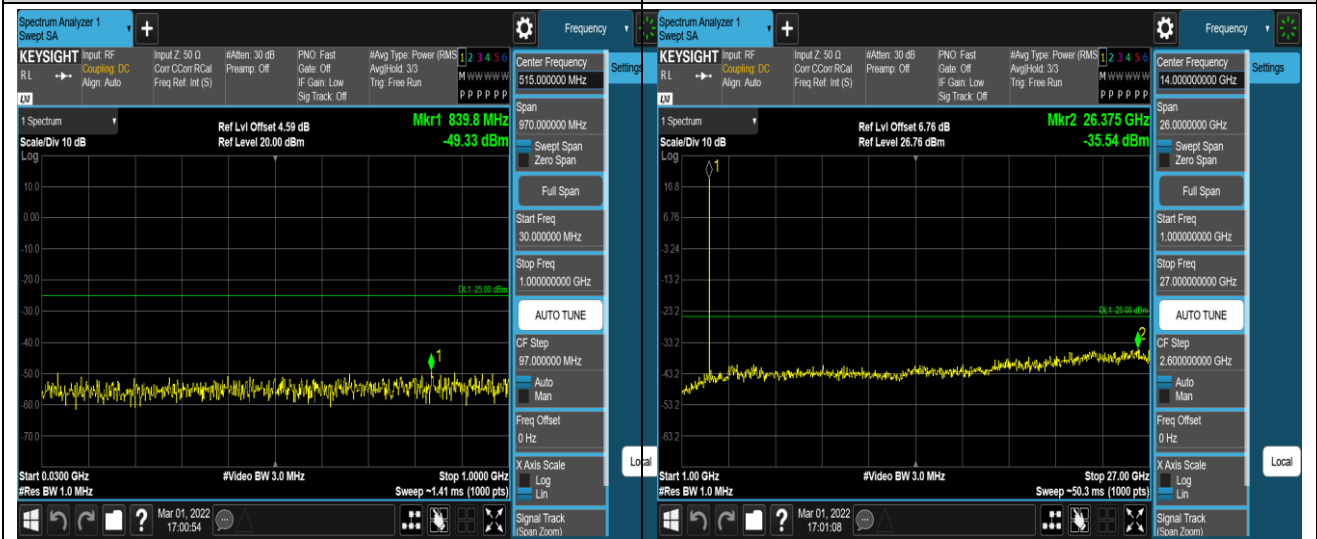 Spectrum Analyzer 1
Swept SA
+
Frequency
KEYSIGHT Input: RF
Coupling: DC
Align: Auto
RL
LXI
Input Z: 50 Ω
Corr CCorr RCal
Freq Ref: Int (S)
#Atten: 30 dB
Preamp: Off
PNO: Fast
Gate: Off
IF Gain: Low
Sig Track: Off
#Avg Type: Power (RMS
Avg|Hold: 3/3
Trig: Free Run
1 2 3 4 5 6
M W W W W W
P P P P P P
1 Spectrum
Scale/Div 10 dB
Log
Ref Lvl Offset 4.59 dB
Ref Level 20.00 dBm
Mkr1 839.8 MHz
-49.33 dBm
10.0
0.00
-10.0
-20.0
DL1 -25.00 dBm
-30.0
-40.0
1
-50.0
-60.0
-70.0
Start 0.0300 GHz
#Res BW 1.0 MHz
#Video BW 3.0 MHz
Stop 1.0000 GHz
Sweep ~1.41 ms (1000 pts)
Mar 01, 2022
17:00:54
?
Center Frequency
515.000000 MHz
Settings
Span
970.000000 MHz
Swept Span
Zero Span
Full Span
Start Freq
30.000000 MHz
Stop Freq
1.000000000 GHz
AUTO TUNE
CF Step
97.000000 MHz
Auto
Man
Freq Offset
0 Hz
X Axis Scale
Log
Lin
Local
Signal Track
(Span Zoom)
Spectrum Analyzer 1
Swept SA
+
Frequency
KEYSIGHT Input: RF
Coupling: DC
Align: Auto
RL
LXI
Input Z: 50 Ω
Corr CCorr RCal
Freq Ref: Int (S)
#Atten: 30 dB
Preamp: Off
PNO: Fast
Gate: Off
IF Gain: Low
Sig Track: Off
#Avg Type: Power (RMS
Avg|Hold: 3/3
Trig: Free Run
1 2 3 4 5 6
M W W W W W
P P P P P P
1 Spectrum
Scale/Div 10 dB
Log
Ref Lvl Offset 6.76 dB
Ref Level 26.76 dBm
Mkr2 26.375 GHz
-35.54 dBm
1
16.8
6.76
-3.24
-13.2
-23.2
DL1 -25.00 dBm
-33.2
2
-43.2
-53.2
-63.2
Start 1.00 GHz
#Res BW 1.0 MHz
#Video BW 3.0 MHz
Stop 27.00 GHz
Sweep ~50.3 ms (1000 pts)
Mar 01, 2022
17:01:08
?
Center Frequency
14.000000000 GHz
Settings
Span
26.0000000 GHz
Swept Span
Zero Span
Full Span
Start Freq
1.000000000 GHz
Stop Freq
27.000000000 GHz
AUTO TUNE
CF Step
2.600000000 GHz
Auto
Man
Freq Offset
0 Hz
X Axis Scale
Log
Lin
Local
Signal Track
(Span Zoom)